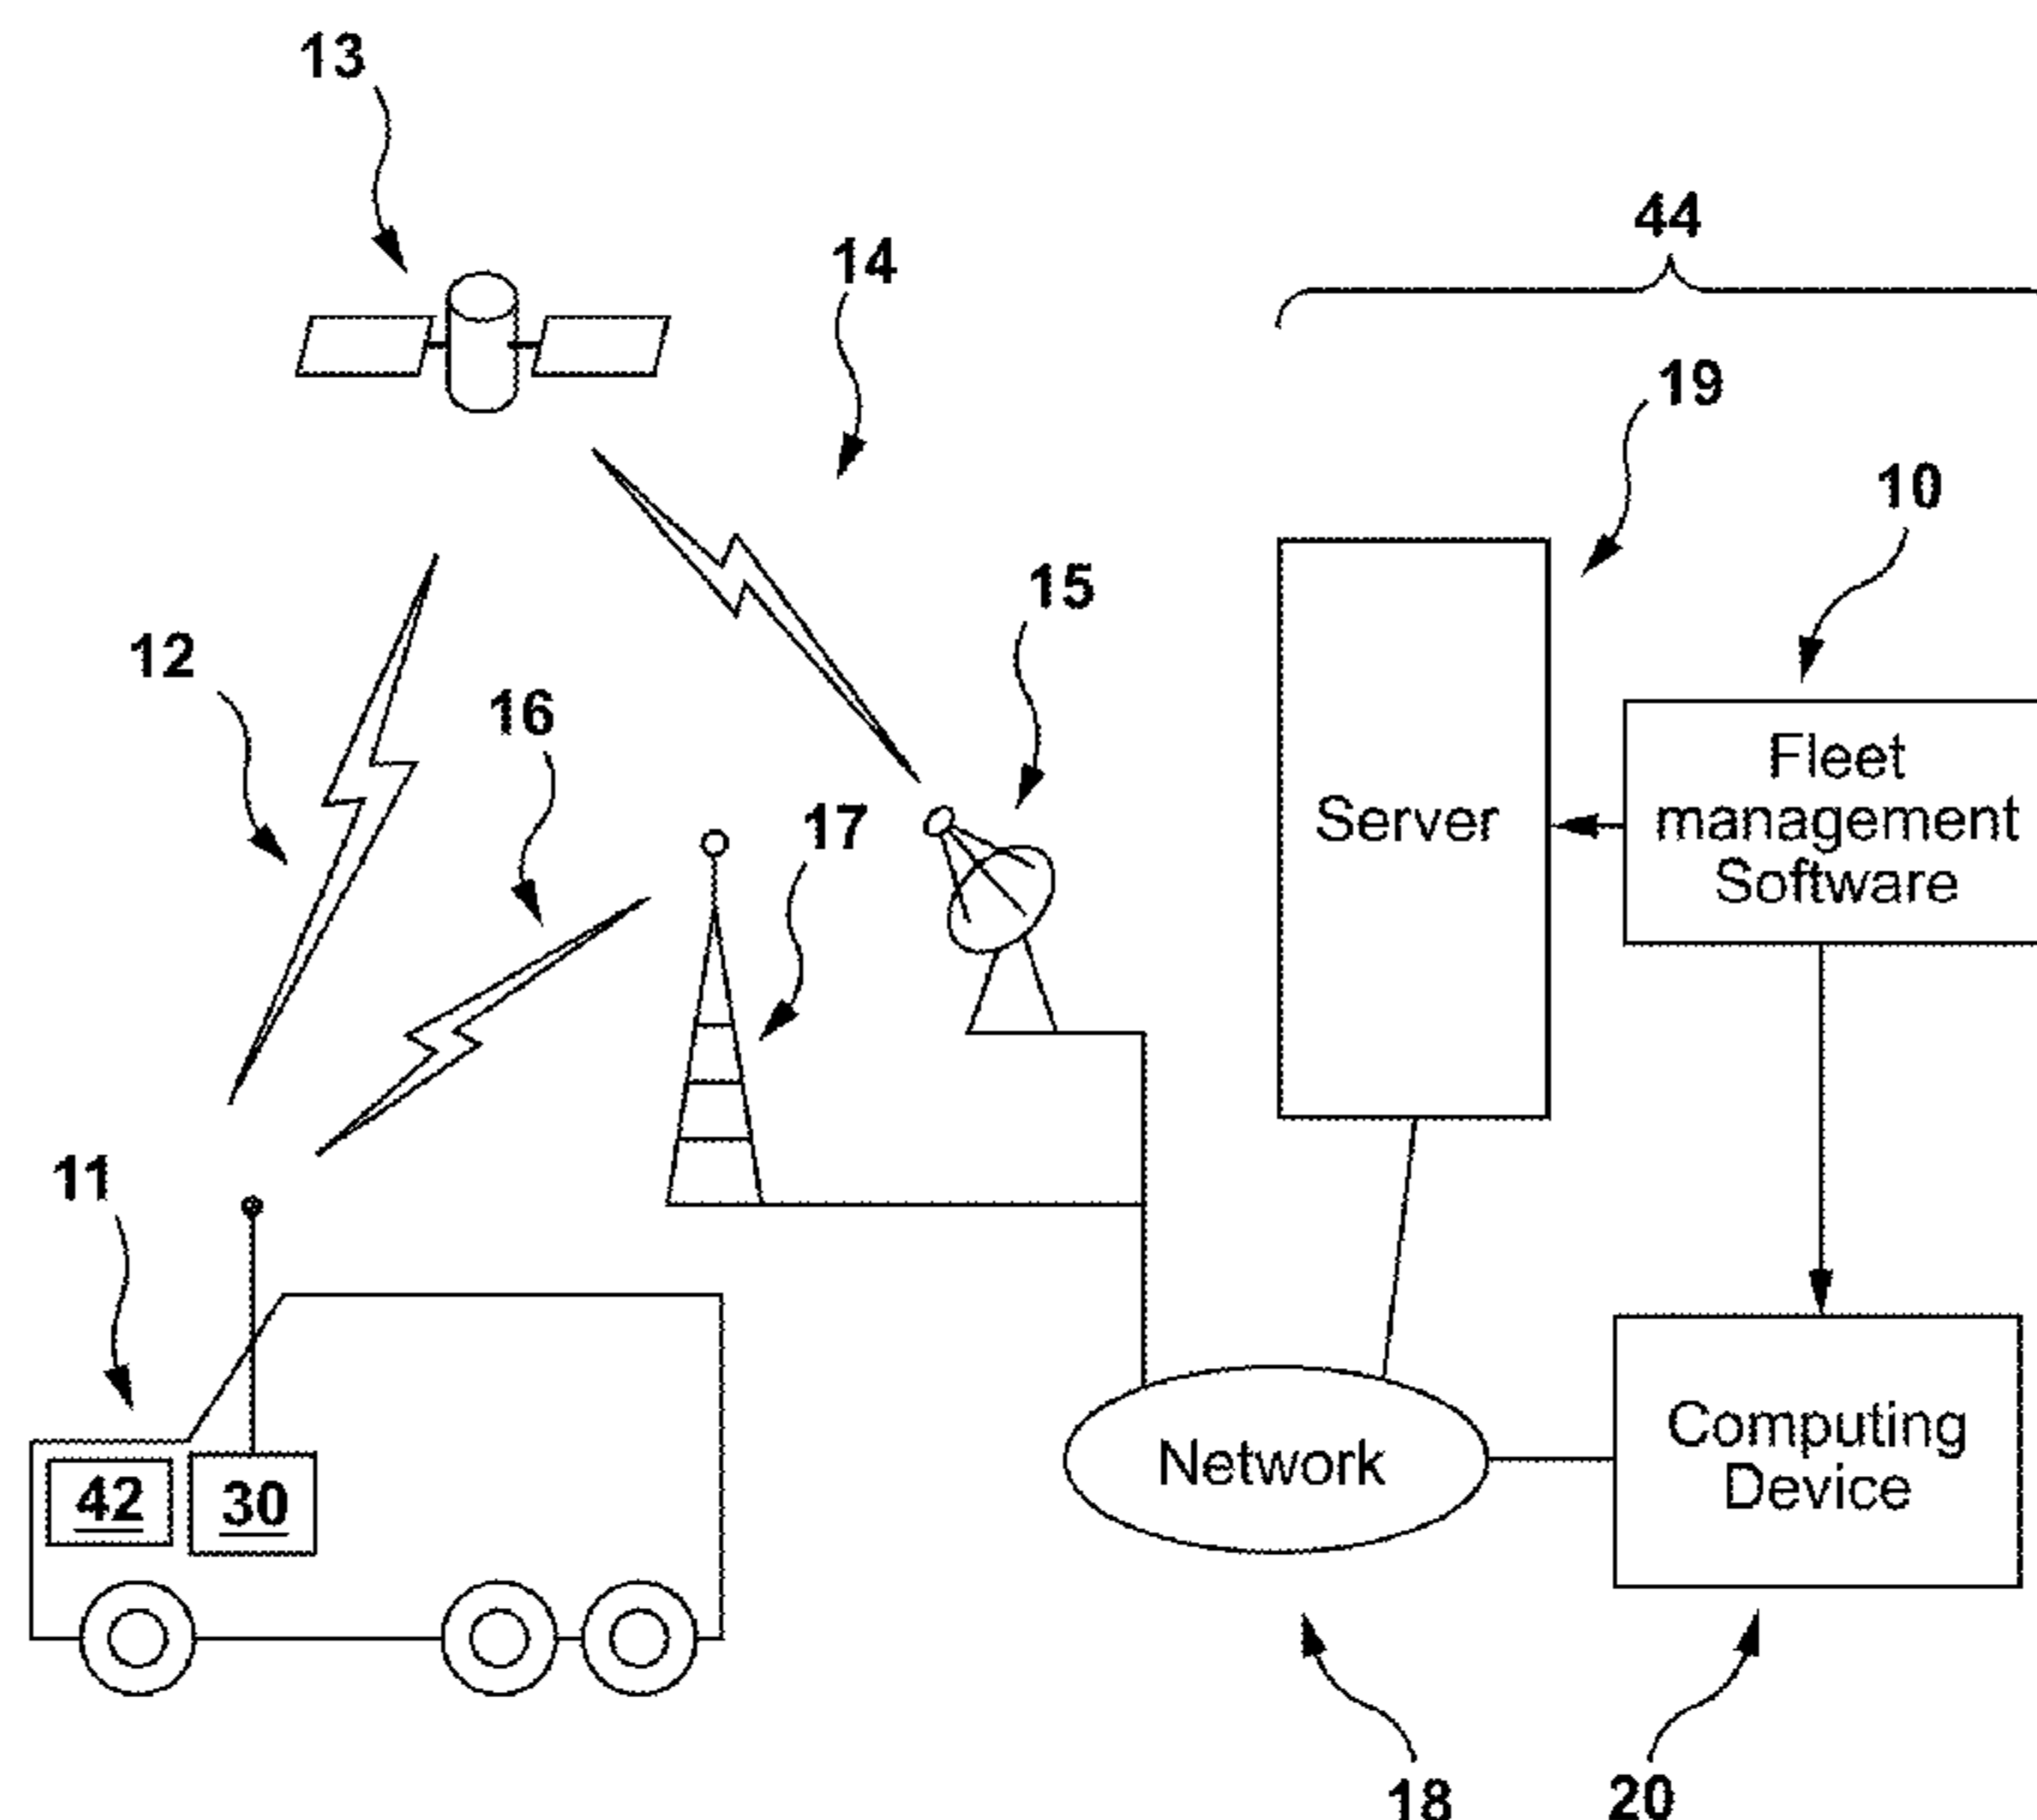 13
44
14
19
10
15
12
16
17
Fleet
management
Software
Server
11
Computing
Device
Network
42
30
18
20